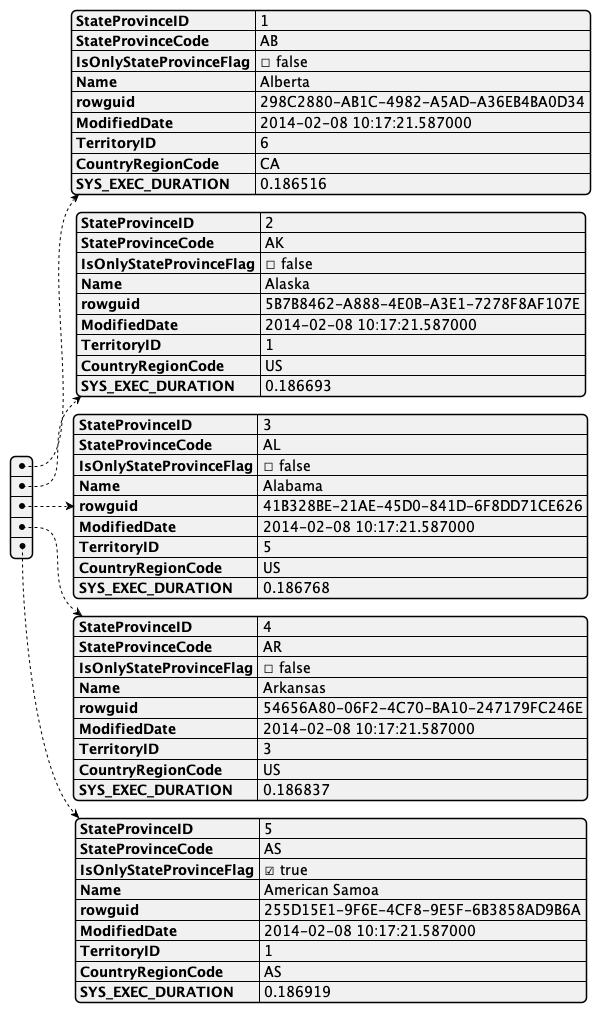 StateProvinceID 1
StateProvinceCode AB
IsOnlyStateProvinceFlag ☐ false
Name Alberta
rowguid 298C2880-AB1C-4982-A5AD-A36EB4BA0D34
ModifiedDate 2014-02-08 10:17:21.587000
TerritoryID 6
CountryRegionCode CA
SYS_EXEC_DURATION 0.186516
StateProvinceID 2
StateProvinceCode AK
IsOnlyStateProvinceFlag ☐ false
Name Alaska
rowguid 5B7B8462-A888-4E0B-A3E1-7278F8AF107E
ModifiedDate 2014-02-08 10:17:21.587000
TerritoryID 1
CountryRegionCode US
SYS_EXEC_DURATION 0.186693
StateProvinceID 3
StateProvinceCode AL
IsOnlyStateProvinceFlag ☐ false
Name Alabama
rowguid 41B328BE-21AE-45D0-841D-6F8DD71CE626
ModifiedDate 2014-02-08 10:17:21.587000
TerritoryID 5
CountryRegionCode US
SYS_EXEC_DURATION 0.186768
StateProvinceID 4
StateProvinceCode AR
IsOnlyStateProvinceFlag ☐ false
Name Arkansas
rowguid 54656A80-06F2-4C70-BA10-247179FC246E
ModifiedDate 2014-02-08 10:17:21.587000
TerritoryID 3
CountryRegionCode US
SYS_EXEC_DURATION 0.186837
StateProvinceID 5
StateProvinceCode AS
IsOnlyStateProvinceFlag ☑ true
Name American Samoa
rowguid 255D15E1-9F6E-4CF8-9E5F-6B3858AD9B6A
ModifiedDate 2014-02-08 10:17:21.587000
TerritoryID 1
CountryRegionCode AS
SYS_EXEC_DURATION 0.186919